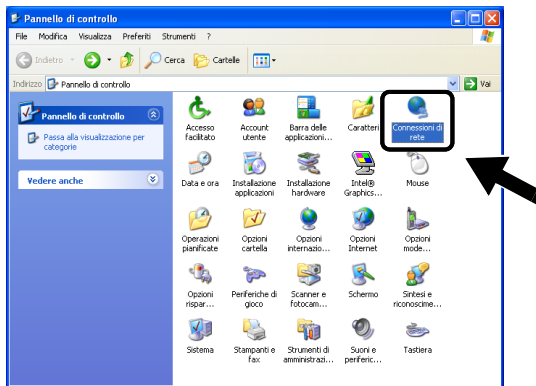 Pannello di controllo
File Modifica Visualizza Preferiti Strumenti ?
Indietro Cerca Cartelle
Indirizzo Pannello di controllo Vai
Pannello di controllo
Passa alla visualizzazione per
categorie
Vedere anche
Accesso
facilitato
Account
utente
Barra delle
applicazioni...
Caratteri
Connessioni di
rete
Data e ora
Installazione
applicazioni
Installazione
hardware
Intel®
Graphics...
Mouse
Operazioni
pianificate
Opzioni
cartella
Opzioni
internazio...
Opzioni
Internet
Opzioni
mode...
Opzioni
rispar...
Periferiche di
gioco
Scanner e
fotocam...
Schermo
Sintesi e
riconoscime...
Sistema
Stampanti e
fax
Strumenti di
amministrazi...
Suoni e
periferic...
Tastiera